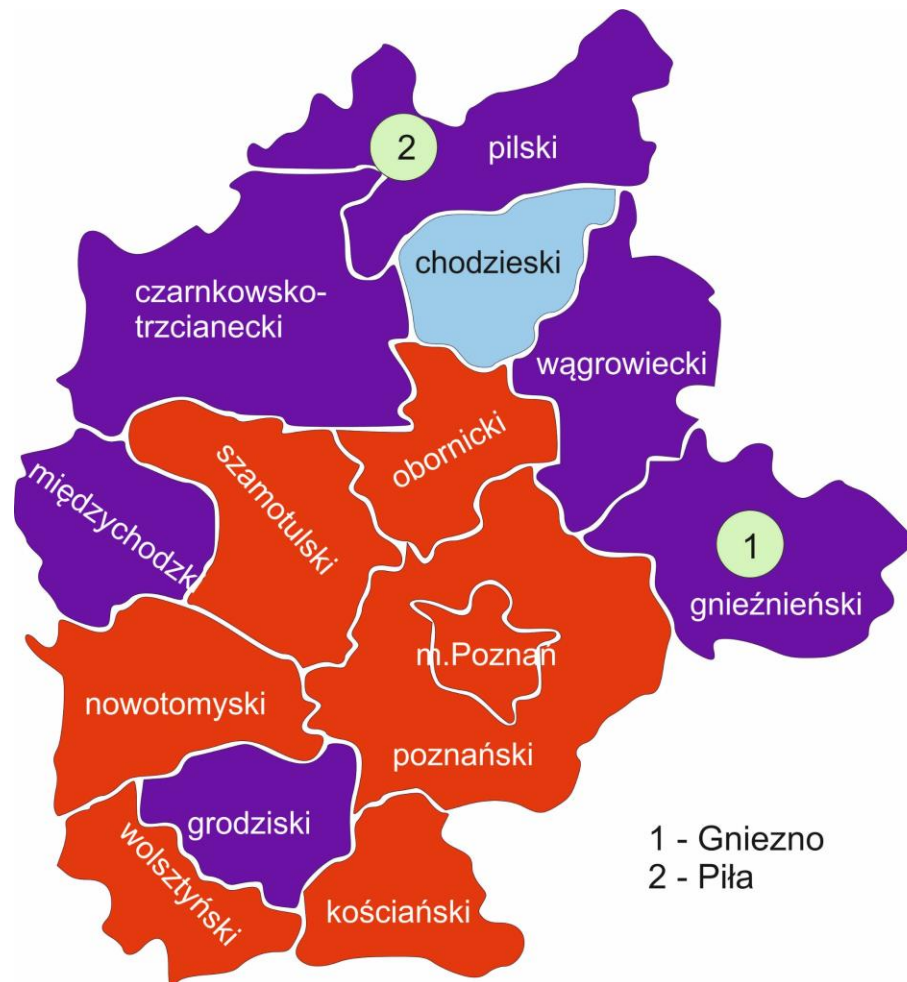 2
pilski
chodzieski
czarnkowsko-
trzcianecki
wągrowiecki
obornicki
szamotulski
międzychodzki
1
gnieźnieński
m.Poznań
nowotomyski
poznański
grodziski
wolsztyński
kościański
1 - Gniezno
2 - Piła